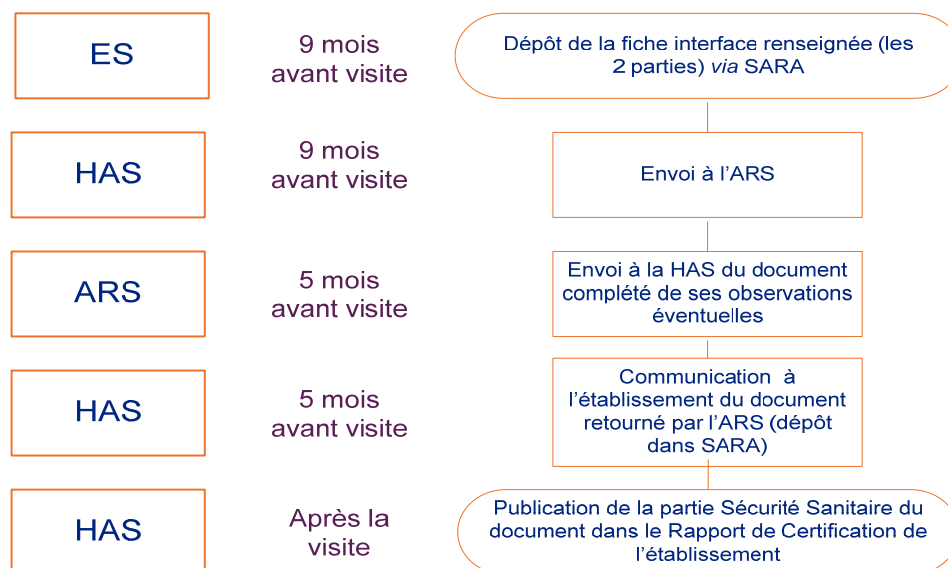 ES
9 mois
avant visite
Dépôt de la fiche interface renseignée (les
2 parties) via SARA
HAS
9 mois
avant visite
Envoi à l'ARS
ARS
5 mois
avant visite
Envoi à la HAS du document
complété de ses observations
éventuelles
HAS
5 mois
avant visite
Communication à
l'établissement du document
retourné par l'ARS (dépôt
dans SARA)
HAS
Après la
visite
Publication de la partie Sécurité Sanitaire du
document dans le Rapport de Certification de
l'établissement